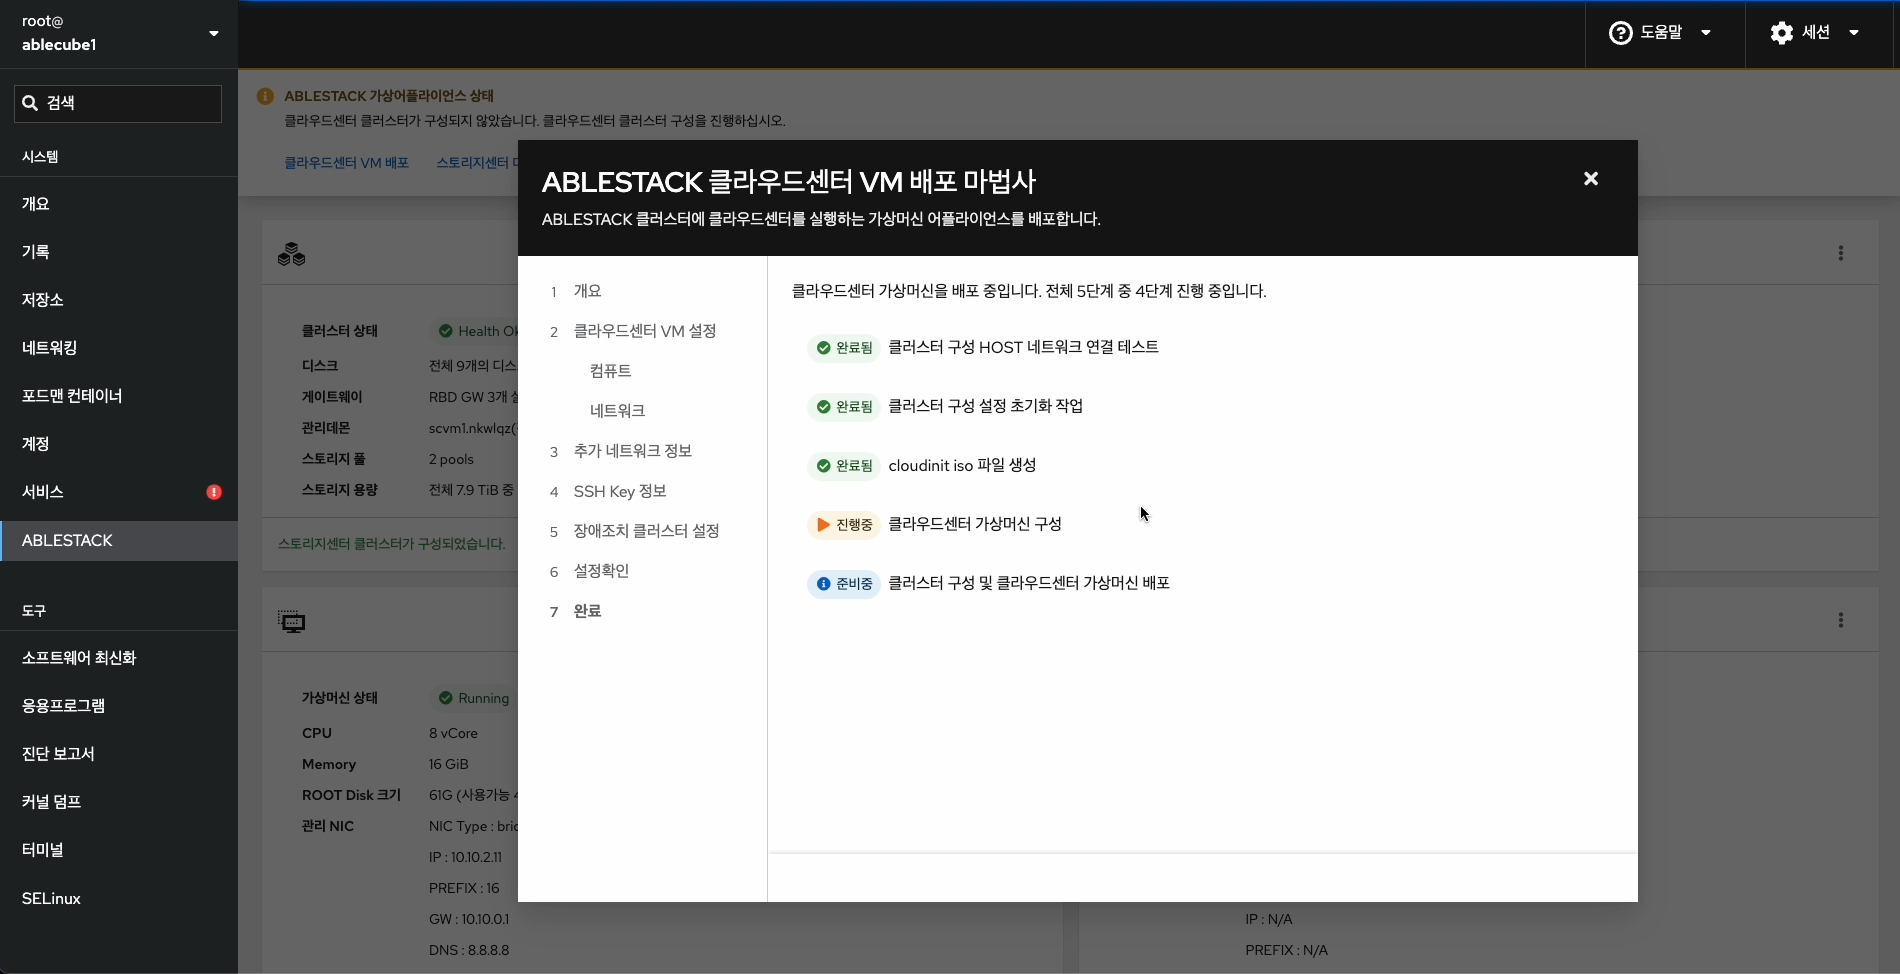 root@
ablecube1
도움말
세션
검색
시스템
개요
기록
저장소
네트워킹
포드맨 컨테이너
계정
서비스
ABLESTACK
도구
소프트웨어 최신화
응용프로그램
진단 보고서
커널 덤프
터미널
SELinux
ABLESTACK 가상어플라이언스 상태
클라우드센터 클러스터가 구성되지 않았습니다. 클라우드센터 클러스터 구성을 진행하십시오.
클라우드센터 VM 배포
스토리지센터
클러스터 상태
Health Ok
디스크
전체 9개의 디스
게이트웨이
RBD GW 3개
관리데몬
scvm1.nkwlqz(
스토리지 풀
2 pools
스토리지 용량
전체 7.9 TiB 중
스토리지센터 클러스터가 구성되었습니다.
가상머신 상태
Running
CPU
8 vCore
Memory
16 GiB
ROOT Disk 크기
61G (사용가능
관리 NIC
NIC Type : bric
IP : 10.10.2.11
PREFIX : 16
GW : 10.10.0.1
DNS : 8.8.8.8
IP : N/A
PREFIX : N/A
ABLESTACK 클라우드센터 VM 배포 마법사
ABLESTACK 클러스터에 클라우드센터를 실행하는 가상머신 어플라이언스를 배포합니다.
1 개요
2 클라우드센터 VM 설정
컴퓨트
네트워크
3 추가 네트워크 정보
4 SSH Key 정보
5 장애조치 클러스터 설정
6 설정확인
7 완료
클라우드센터 가상머신을 배포 중입니다. 전체 5단계 중 4단계 진행 중입니다.
완료됨 클러스터 구성 HOST 네트워크 연결 테스트
완료됨 클러스터 구성 설정 초기화 작업
완료됨 cloudinit iso 파일 생성
진행중 클라우드센터 가상머신 구성
준비중 클러스터 구성 및 클라우드센터 가상머신 배포